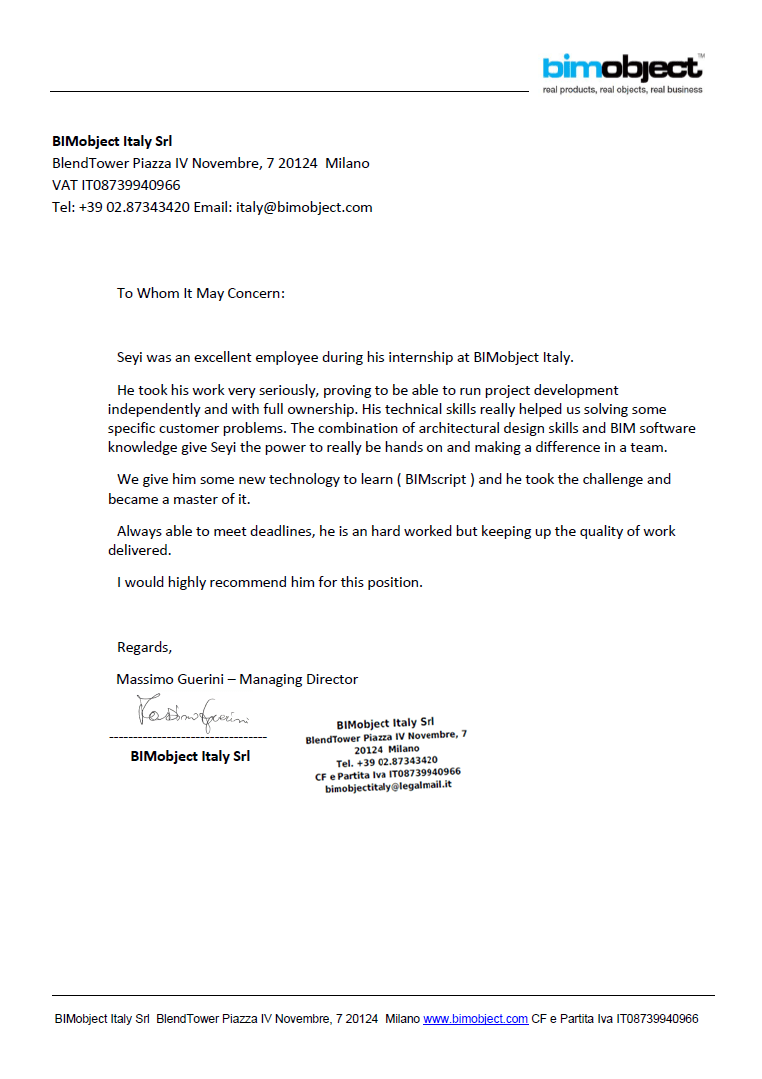 bimobject™
real products, real objects, real business
BIMobject Italy Srl
BlendTower Piazza IV Novembre, 7 20124 Milano
VAT IT08739940966
Tel: +39 02.87343420 Email: italy@bimobject.com
To Whom It May Concern:
Seyi was an excellent employee during his internship at BIMobject Italy.
He took his work very seriously, proving to be able to run project development
independently and with full ownership. His technical skills really helped us solving some
specific customer problems. The combination of architectural design skills and BIM software
knowledge give Seyi the power to really be hands on and making a difference in a team.
We give him some new technology to learn ( BIMscript ) and he took the challenge and
became a master of it.
Always able to meet deadlines, he is an hard worked but keeping up the quality of work
delivered.
I would highly recommend him for this position.
Regards,
Massimo Guerini – Managing Director
Massimo Guerini
---------------------------------
BIMobject Italy Srl
BIMobject Italy Srl
BlendTower Piazza IV Novembre, 7
20124 Milano
Tel. +39 02.87343420
CF e Partita Iva IT08739940966
bimobjectitaly@legalmail.it
BIMobject Italy Srl BlendTower Piazza IV Novembre, 7 20124 Milano www.bimobject.com CF e Partita Iva IT08739940966